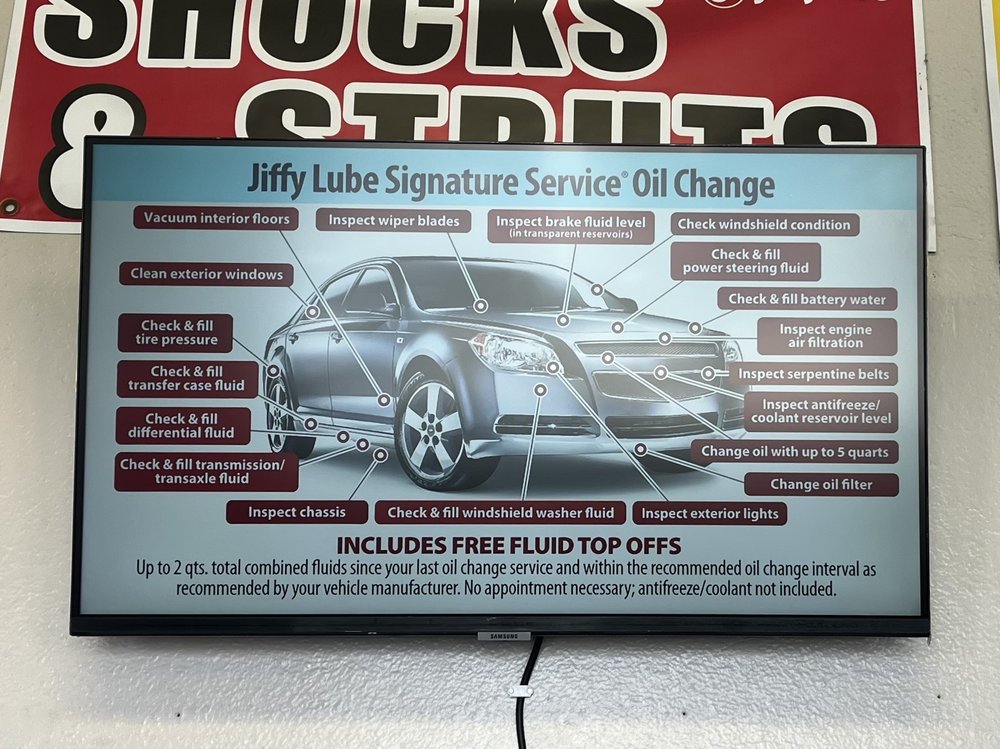 SHOCKS
& STRUTS
Jiffy Lube Signature Service® Oil Change
Vacuum interior floors
Inspect wiper blades
Inspect brake fluid level
(in transparent reservoirs)
Check windshield condition
Check & fill
power steering fluid
Clean exterior windows
Check & fill battery water
Check & fill
tire pressure
Inspect engine
air filtration
Check & fill
transfer case fluid
Inspect serpentine belts
Inspect antifreeze/
coolant reservoir level
Check & fill
differential fluid
Change oil with up to 5 quarts
Check & fill transmission/
transaxle fluid
Change oil filter
Inspect chassis
Check & fill windshield washer fluid
Inspect exterior lights
INCLUDES FREE FLUID TOP OFFS
Up to 2 qts. total combined fluids since your last oil change service and within the recommended oil change interval as
recommended by your vehicle manufacturer. No appointment necessary; antifreeze/coolant not included.
SAMSUNG